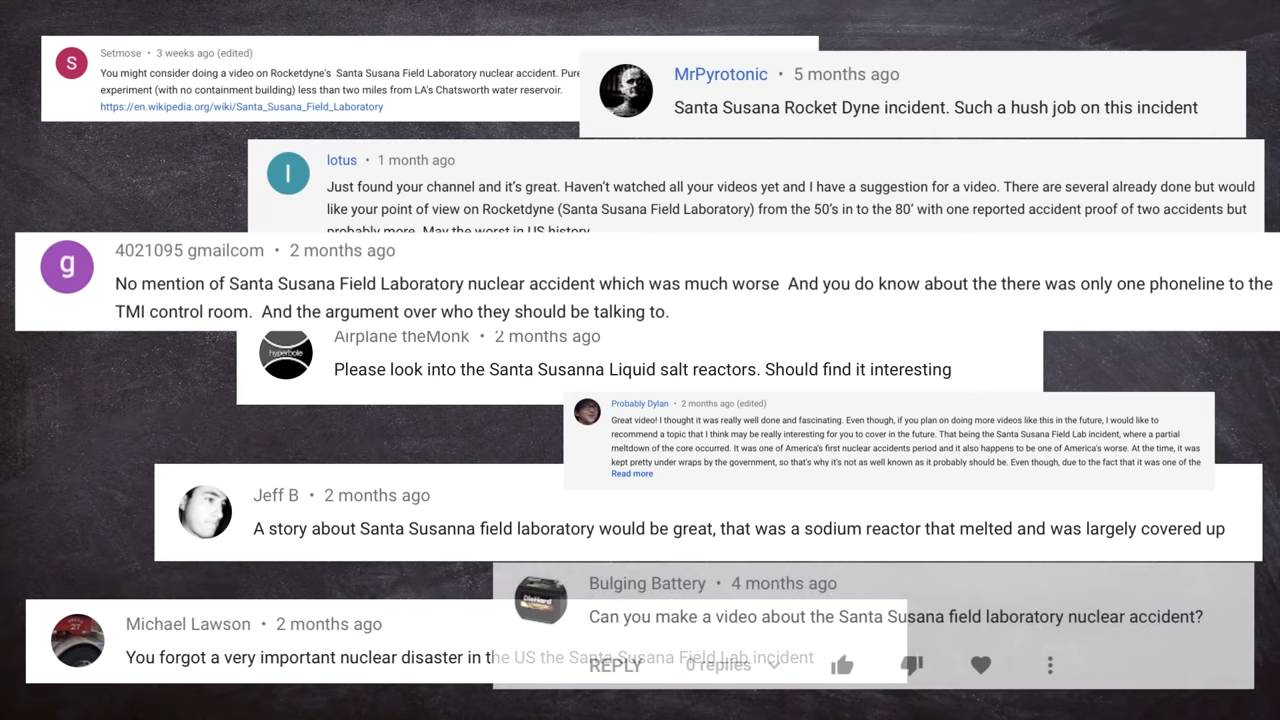 S
Setmose • 3 weeks ago (edited)
You might consider doing a video on Rocketdyne's Santa Susana Field Laboratory nuclear accident. Pure
experiment (with no containment building) less than two miles from LA's Chatsworth water reservoir.
https://en.wikipedia.org/wiki/Santa_Susana_Field_Laboratory
MrPyrotonic • 5 months ago
Santa Susana Rocket Dyne incident. Such a hush job on this incident
l
lotus • 1 month ago
Just found your channel and it's great. Haven't watched all your videos yet and I have a suggestion for a video. There are several already done but would
like your point of view on Rocketdyne (Santa Susana Field Laboratory) from the 50's in to the 80' with one reported accident proof of two accidents but
probably more. May the worst in US history
g
4021095 gmailcom • 2 months ago
No mention of Santa Susana Field Laboratory nuclear accident which was much worse And you do know about the there was only one phoneline to the
TMI control room. And the argument over who they should be talking to.
hyperbole
Airplane theMonk • 2 months ago
Please look into the Santa Susanna Liquid salt reactors. Should find it interesting
Probably Dylan • 2 months ago (edited)
Great video! I thought it was really well done and fascinating. Even though, if you plan on doing more videos like this in the future, I would like to
recommend a topic that I think may be really interesting for you to cover in the future. That being the Santa Susana Field Lab incident, where a partial
meltdown of the core occurred. It was one of America's first nuclear accidents period and it also happens to be one of America's worse. At the time, it was
kept pretty under wraps by the government, so that's why it's not as well known as it probably should be. Even though, due to the fact that it was one of the
Read more
Jeff B • 2 months ago
A story about Santa Susanna field laboratory would be great, that was a sodium reactor that melted and was largely covered up
DieHard
Bulging Battery • 4 months ago
Can you make a video about the Santa Susana field laboratory nuclear accident?
REPLY 0 replies
27
Michael Lawson • 2 months ago
You forgot a very important nuclear disaster in the US the Santa Susana Field Lab incident